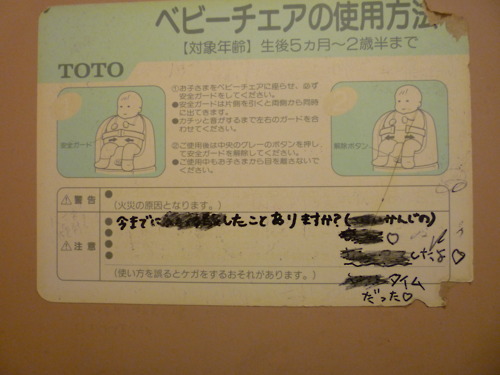 ベビーチェアの使用方法
【対象年齢】生後5カ月〜2歳半まで
TOTO
①お子さまをベビーチェアに座らせ、必ず
安全ガードをしてください。
●安全ガードは片側を引くと両側から同時
に出てきます。
●カチッと音がするまで左右のガードを合
わせてください。
②ご使用後は中央のグレーのボタンを押し
て安全ガードを解除してください。
●ご使用中もお子さまから目を離さないで
ください。
安全ガード
解除ボタン
⚠警告
(火災の原因となります。)
今までに したことありますか?( かんじの)
♡
⚠注意
したよ♡
(使い方を誤るとケガをするおそれがあります。)
タイム
だった♡